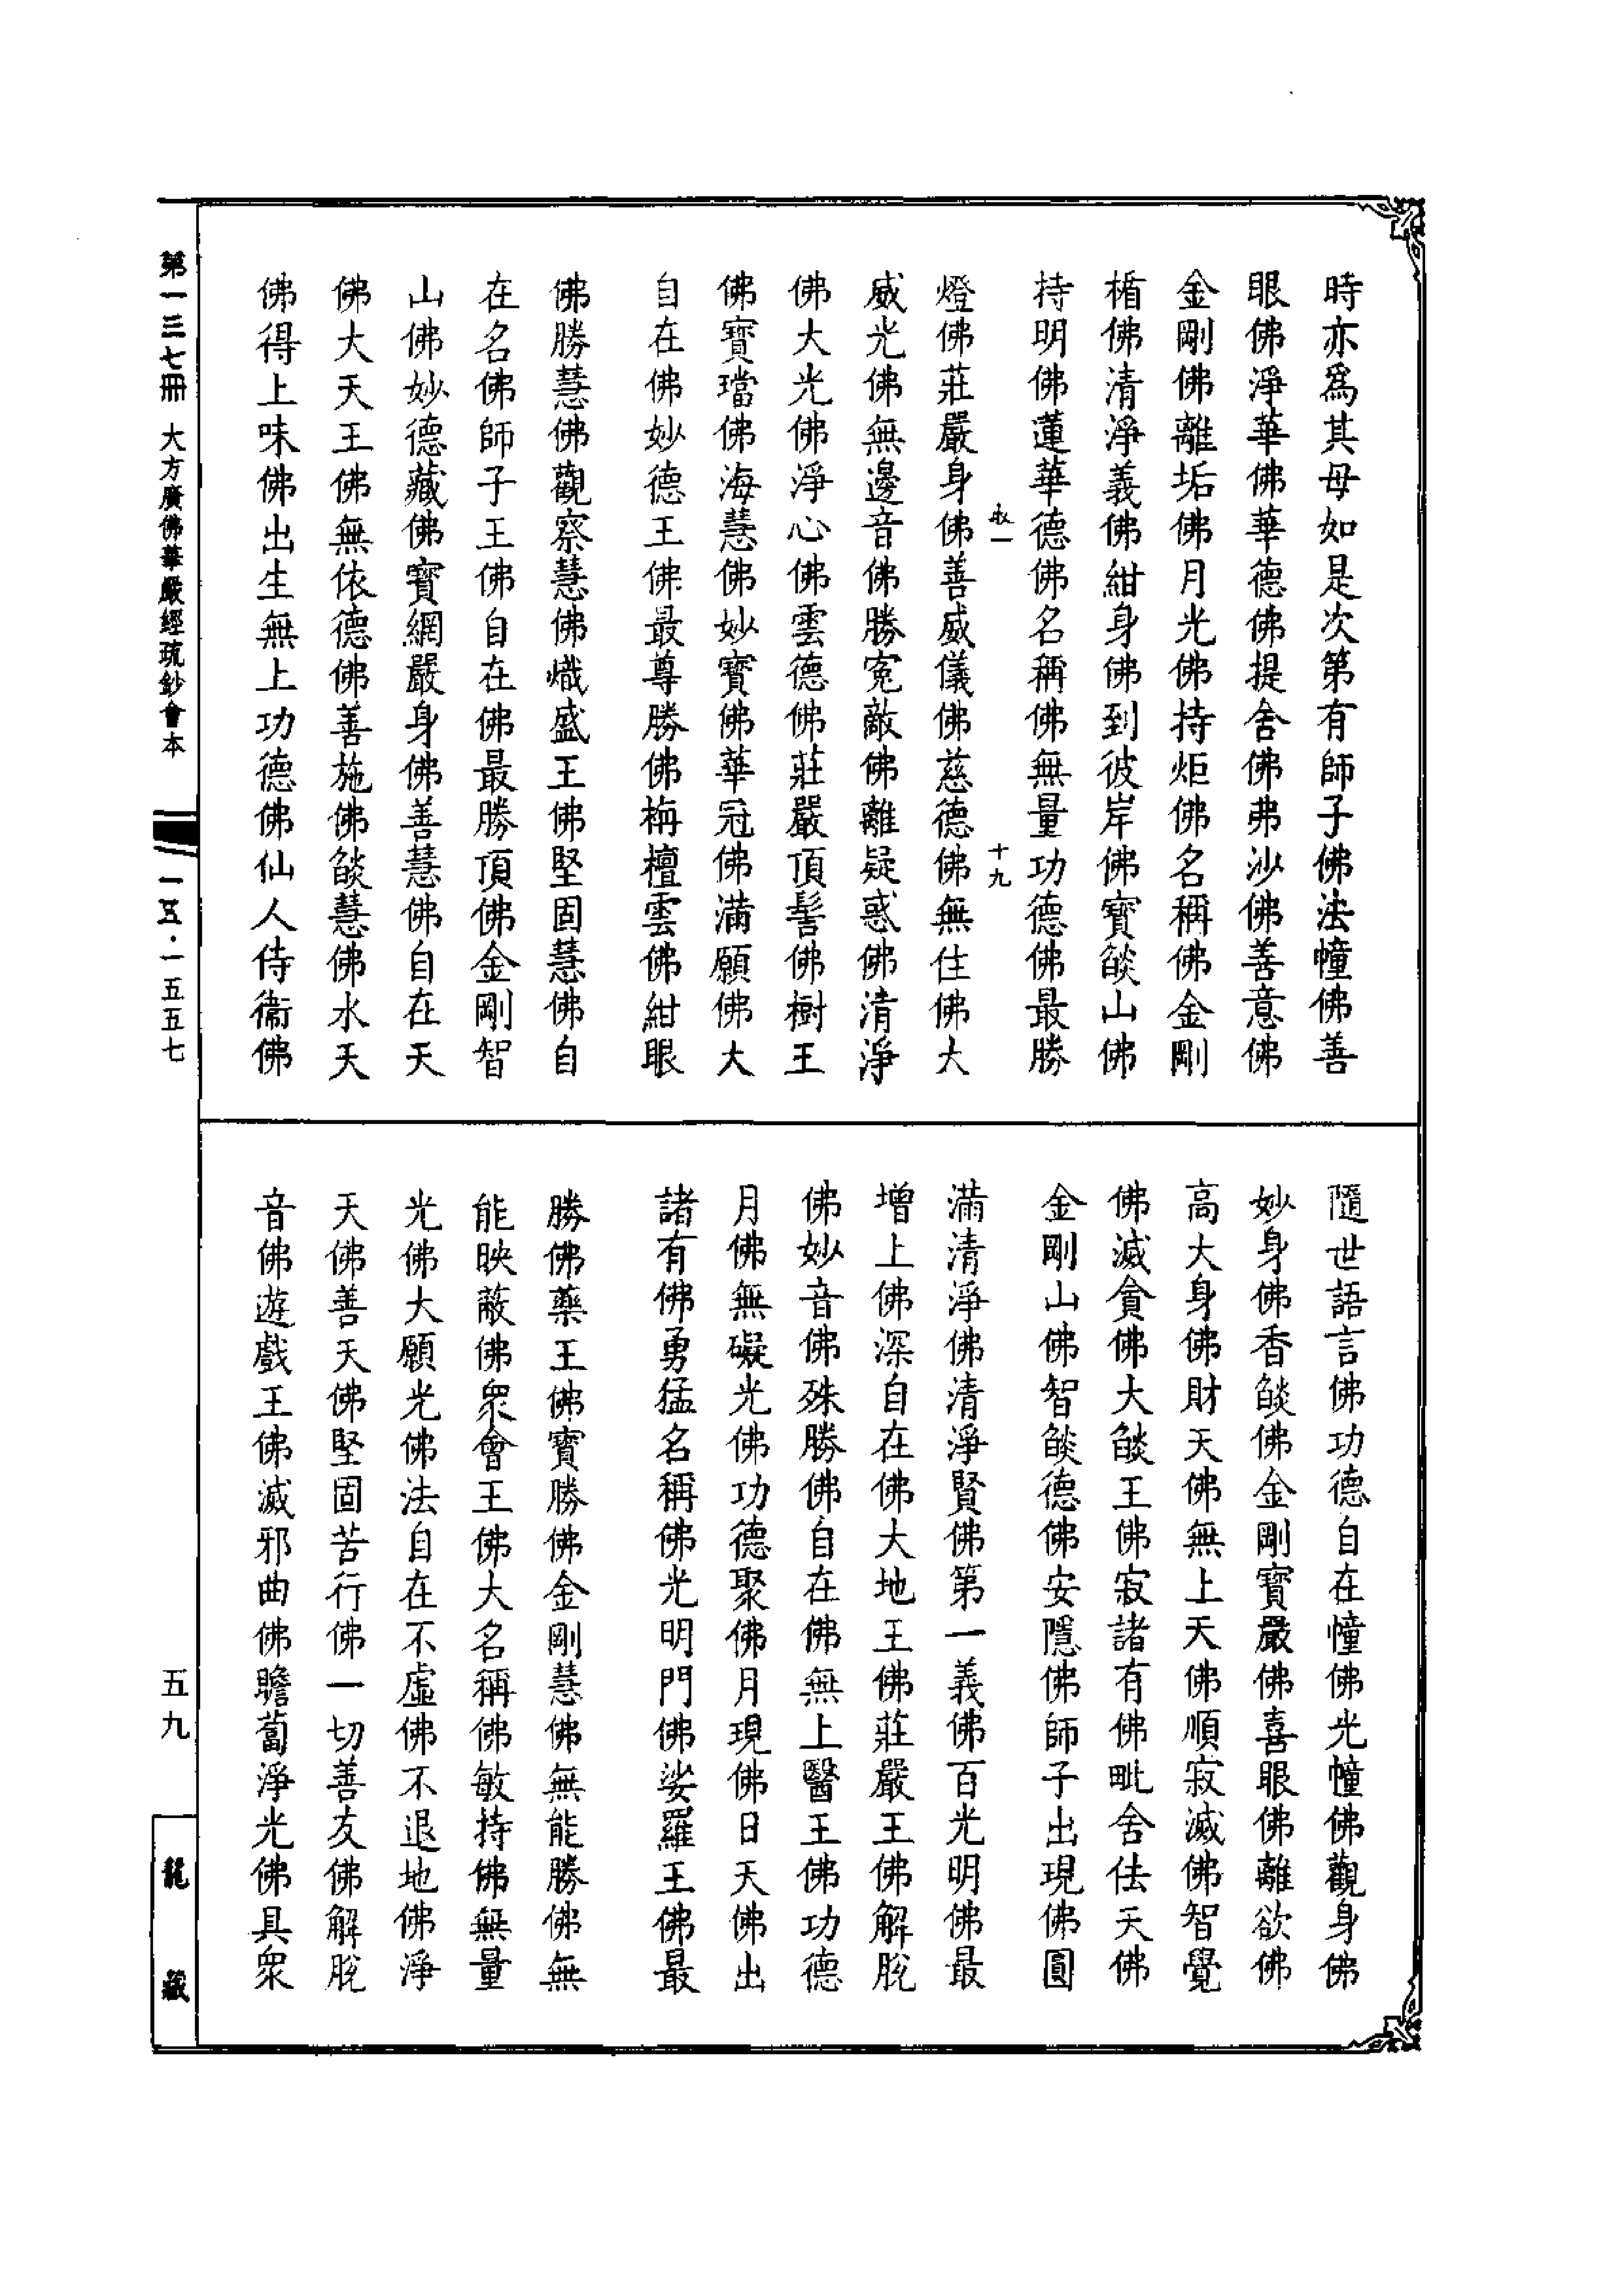 時亦爲其母如是次第有師子佛法幢佛善
眼佛淨華佛華德佛提舍佛弗沙佛善意佛
金剛佛離垢佛月光佛持炬佛名稱佛金剛
楯佛清淨義佛紺身佛到彼岸佛寶燄山佛
持明佛蓮華德佛名稱佛無量功德佛最勝
十九
燈佛莊嚴身佛善威儀佛慈德佛無住佛大
威光佛無邊音佛勝冤敵佛離疑惑佛清淨
佛大光佛淨心佛雲德佛莊嚴頂髻佛樹王
佛寶璫佛海慧佛妙寶佛華冠佛滿願佛大
自在佛妙德王佛最尊勝佛栴檀雲佛紺眼
佛勝慧佛觀察慧佛熾盛王佛堅固慧佛自
在名佛師子王佛自在佛最勝頂佛金剛智
山佛妙德藏佛寶網嚴身佛善慧佛自在天
佛大天王佛無依德佛善施佛燄慧佛水天
佛得上味佛出生無上功德佛仙人侍衞佛
隨世語言佛功德自在幢佛光幢佛觀身佛
妙身佛香燄佛金剛寶嚴佛喜眼佛離欲佛
高大身佛財天佛無上天佛順寂滅佛智覺
佛滅貪佛大燄王佛寂諸有佛毗舍佉天佛
金剛山佛智燄德佛安隱佛師子出現佛圓
滿清淨佛清淨賢佛第一義佛百光明佛最
增上佛深自在佛大地王佛莊嚴王佛解脫
佛妙音佛殊勝佛自在佛無上醫王佛功德
月佛無礙光佛功德聚佛月現佛日天佛出
諸有佛勇猛名稱佛光明門佛娑羅王佛最
勝佛藥王佛寶勝佛金剛慧佛無能勝佛無
能映蔽佛眾會王佛大名稱佛敏持佛無量
光佛大願光佛法自在不虛佛不退地佛淨
天佛善天佛堅固苦行佛一切善友佛解脫
音佛遊戲王佛滅邪曲佛瞻蔔淨光佛具眾
第一三七冊 大方廣佛華嚴經疏鈔會本
一五·一五五七
五九
龍藏